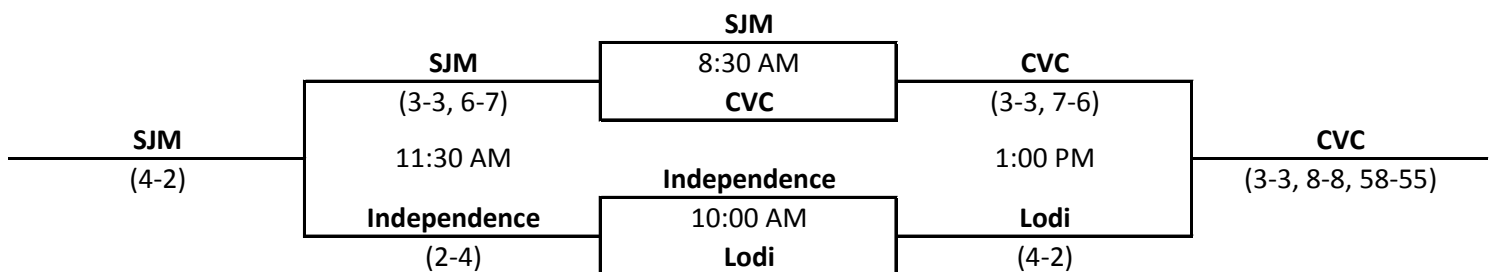 SJM
SJM 8:30 AM CVC
(3-3, 6-7) CVC (3-3, 7-6)
SJM 11:30 AM 1:00 PM CVC
(4-2) Independence (3-3, 8-8, 58-55)
Independence 10:00 AM Lodi
(2-4) Lodi (4-2)